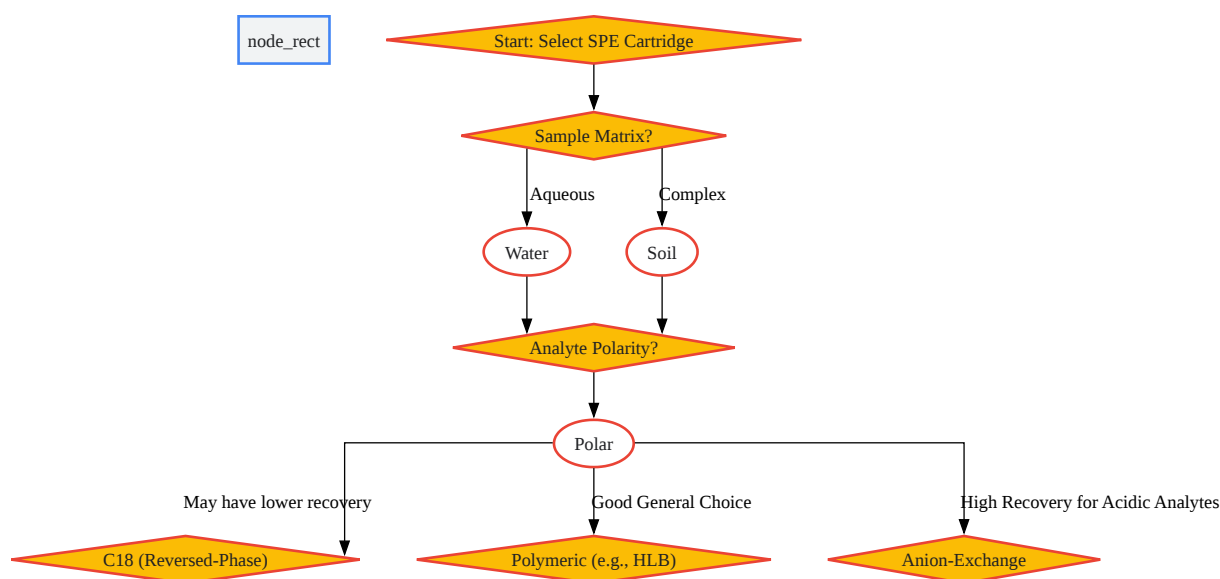 node_rect
Start: Select SPE Cartridge
Sample Matrix?
Aqueous
Complex
Water
Soil
Analyte Polarity?
Polar
May have lower recovery
Good General Choice
High Recovery for Acidic Analytes
C18 (Reversed-Phase)
Polymeric (e.g., HLB)
Anion-Exchange